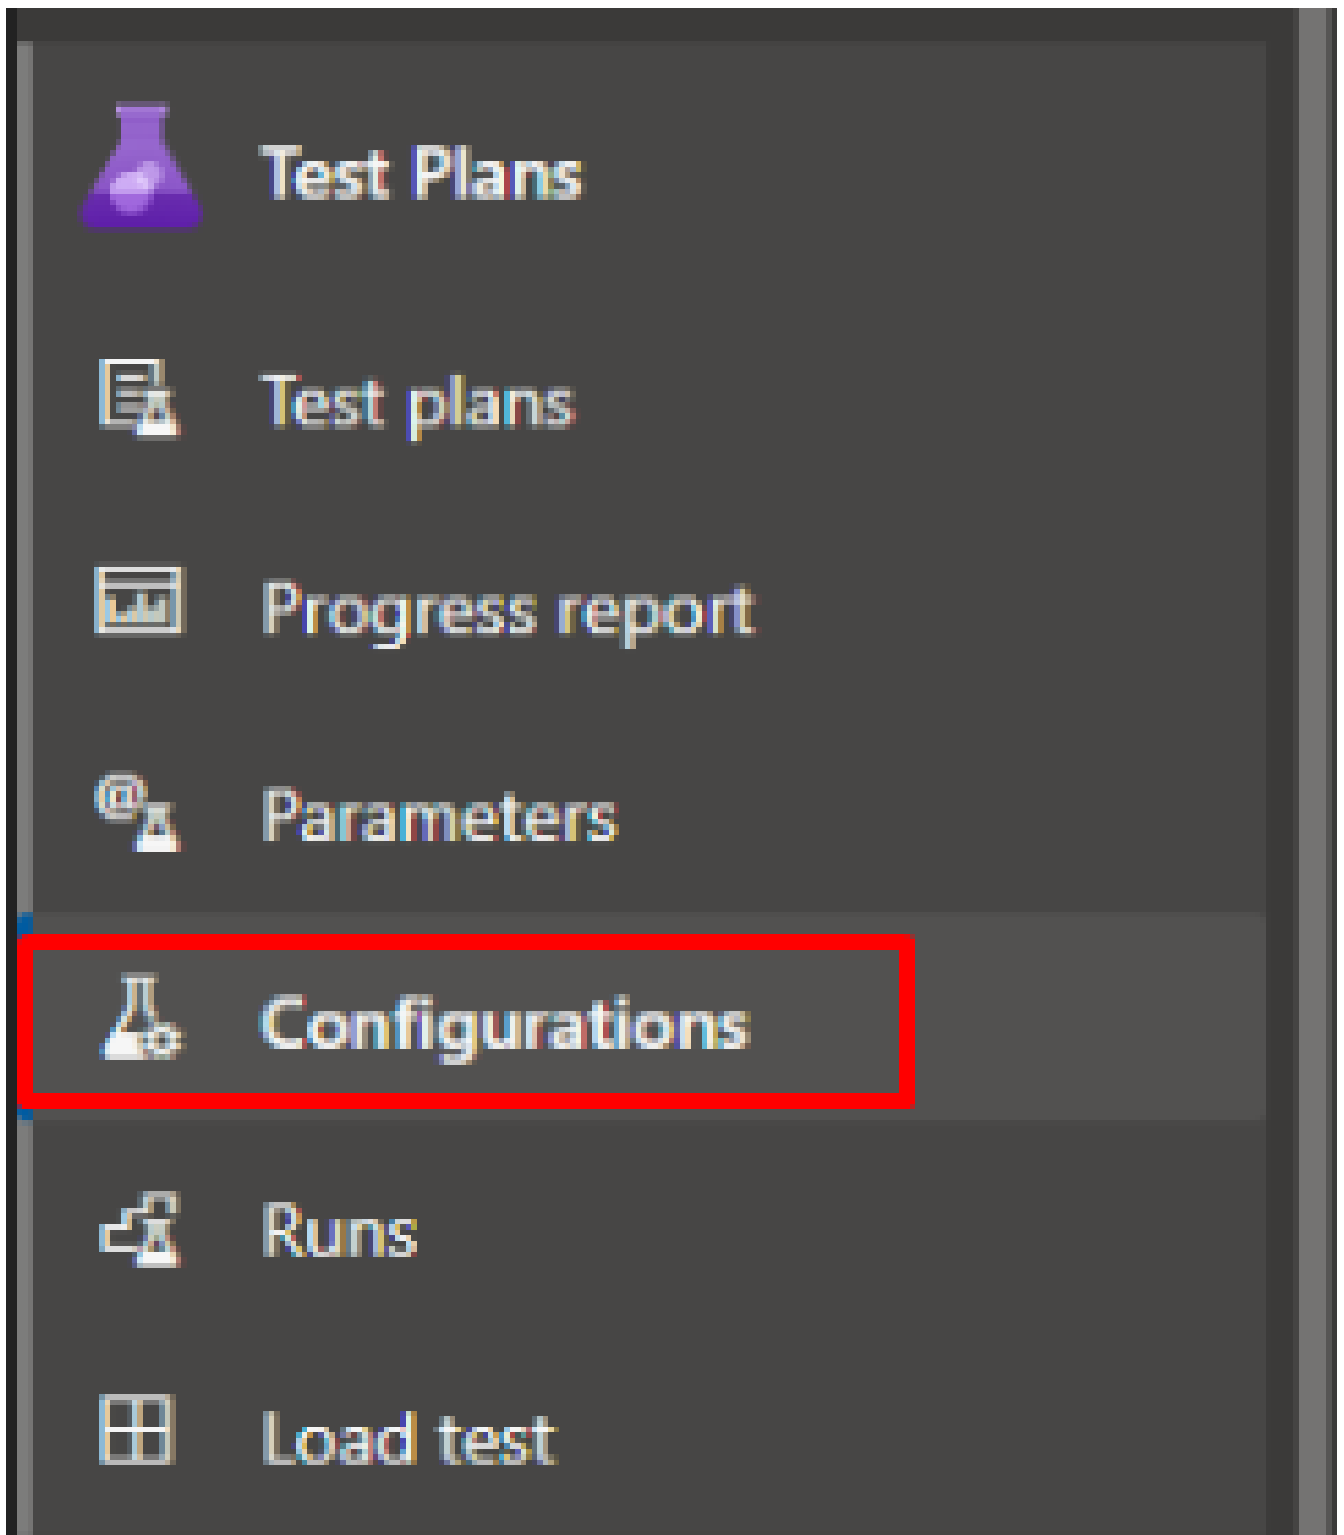 Test Plans
Test plans
Progress report
@
Parameters
Configurations
Runs
Load test